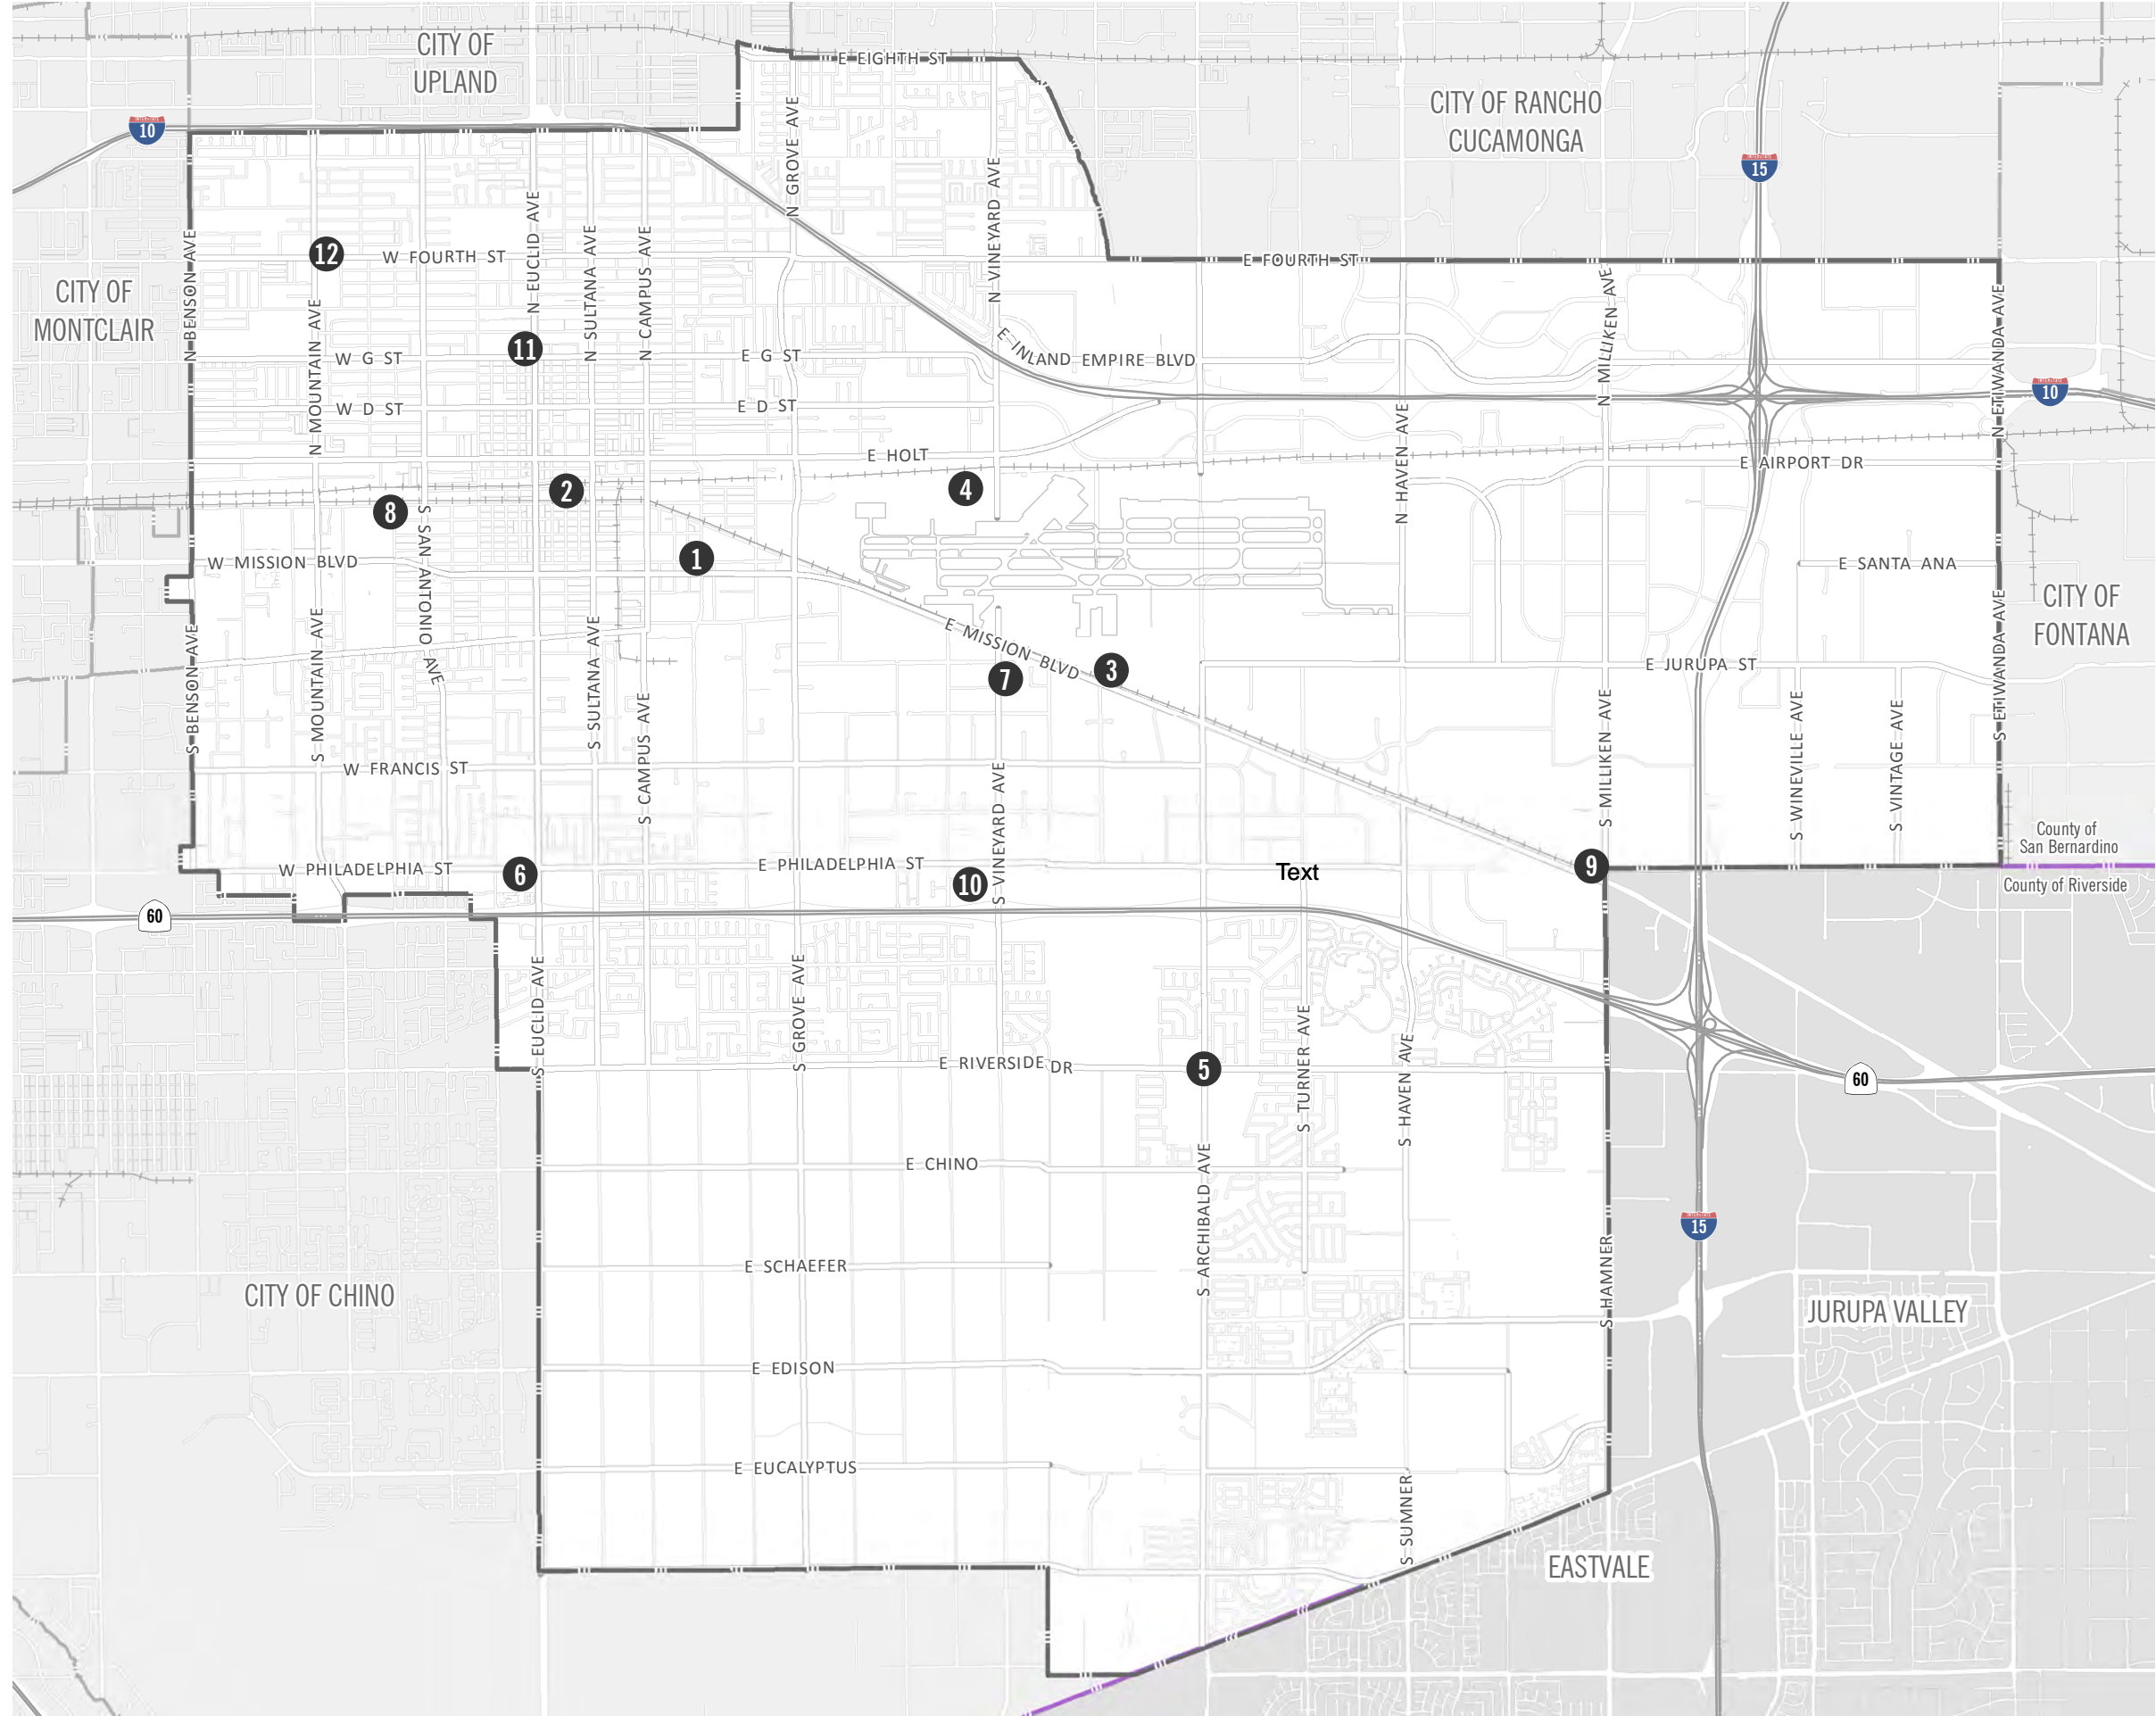 CITY OF
UPLAND
E EIGHTH ST
CITY OF RANCHO
CUCAMONGA
10
15
N GROVE AVE
N VINEYARD AVE
N BENSON AVE
12
W FOURTH ST
N EUCLID AVE
N SULTANA AVE
N CAMPUS AVE
E FOURTH ST
CITY OF
MONTCLAIR
N MOUNTAIN AVE
W G ST
11
E G ST
E INLAND EMPIRE BLVD
N MILLIKEN AVE
N ETIWANDA AVE
10
W D ST
E D ST
E HOLT
N HAVEN AVE
E AIRPORT DR
8
2
4
S SAN ANTOINIO AVE
W MISSION BLVD
1
E SANTA ANA
CITY OF
FONTANA
S BENSON AVE
S MOUNTAIN AVE
S SULTANA AVE
S CAMPUS AVE
E MISSION BLVD
7
3
E JURUPA ST
S MILLIKEN AVE
S WINEVILLE AVE
S VINTAGE AVE
S ETIWANDA AVE
W FRANCIS ST
S VINEYARD AVE
County of
San Bernardino
W PHILADELPHIA ST
6
E PHILADELPHIA ST
10
Text
9
County of Riverside
60
S EUCLID AVE
S GROVE AVE
E RIVERSIDE DR
5
S TURNER AVE
S HAVEN AVE
60
E CHINO
S ARCHIBALD AVE
15
E SCHAEFER
S HAMNER
CITY OF CHINO
JURUPA VALLEY
E EDISON
E EUCALYPTUS
S SUMNER
EASTVALE